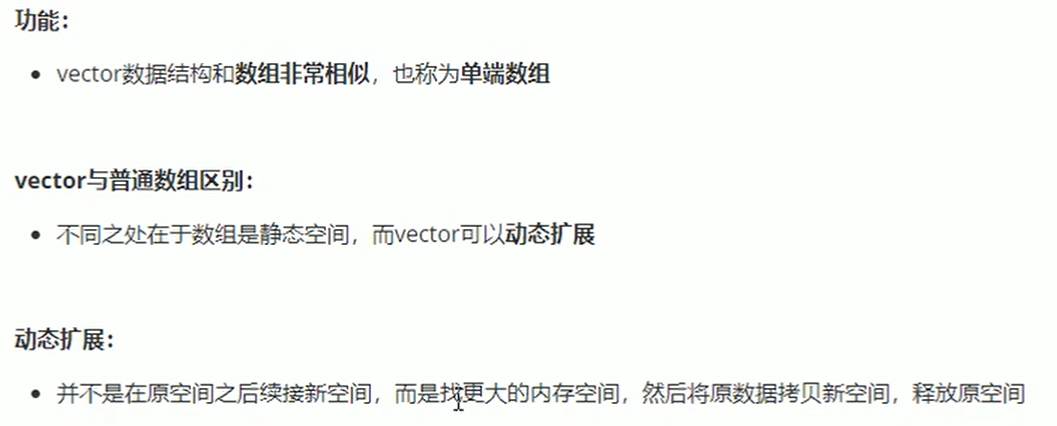 功能：
vector数据结构和数组非常相似，也称为单端数组
vector与普通数组区别：
不同之处在于数组是静态空间，而vector可以动态扩展
动态扩展：
并不是在原空间之后续接新空间，而是找更大的内存空间，然后将原数据拷贝新空间，释放原空间